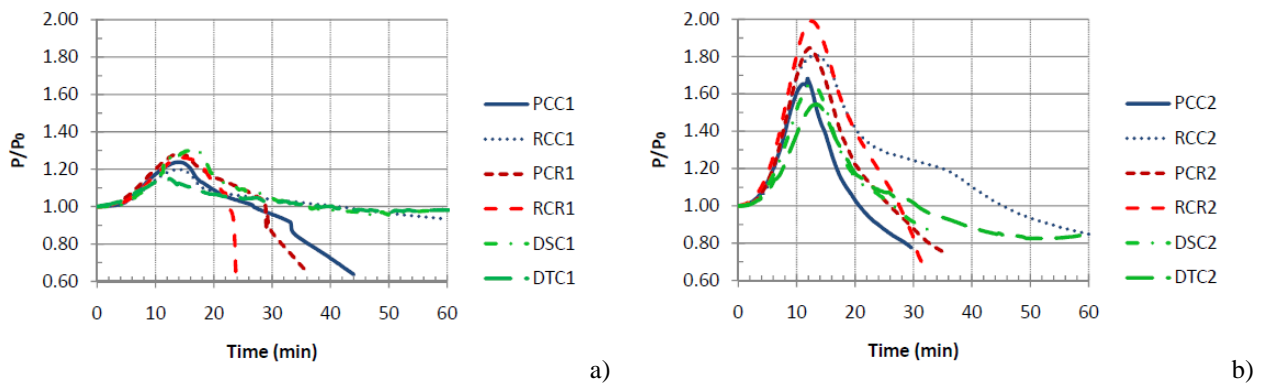 2.00
1.80
1.60
1.40
1.20
1.00
0.80
0.60
P/P₀
0 10 20 30 40 50 60
Time (min)
PCC1
RCC1
PCR1
RCR1
DSC1
DTC1
a)
2.00
1.80
1.60
1.40
1.20
1.00
0.80
0.60
P/P₀
0 10 20 30 40 50 60
Time (min)
PCC2
RCC2
PCR2
RCR2
DSC2
DTC2
b)